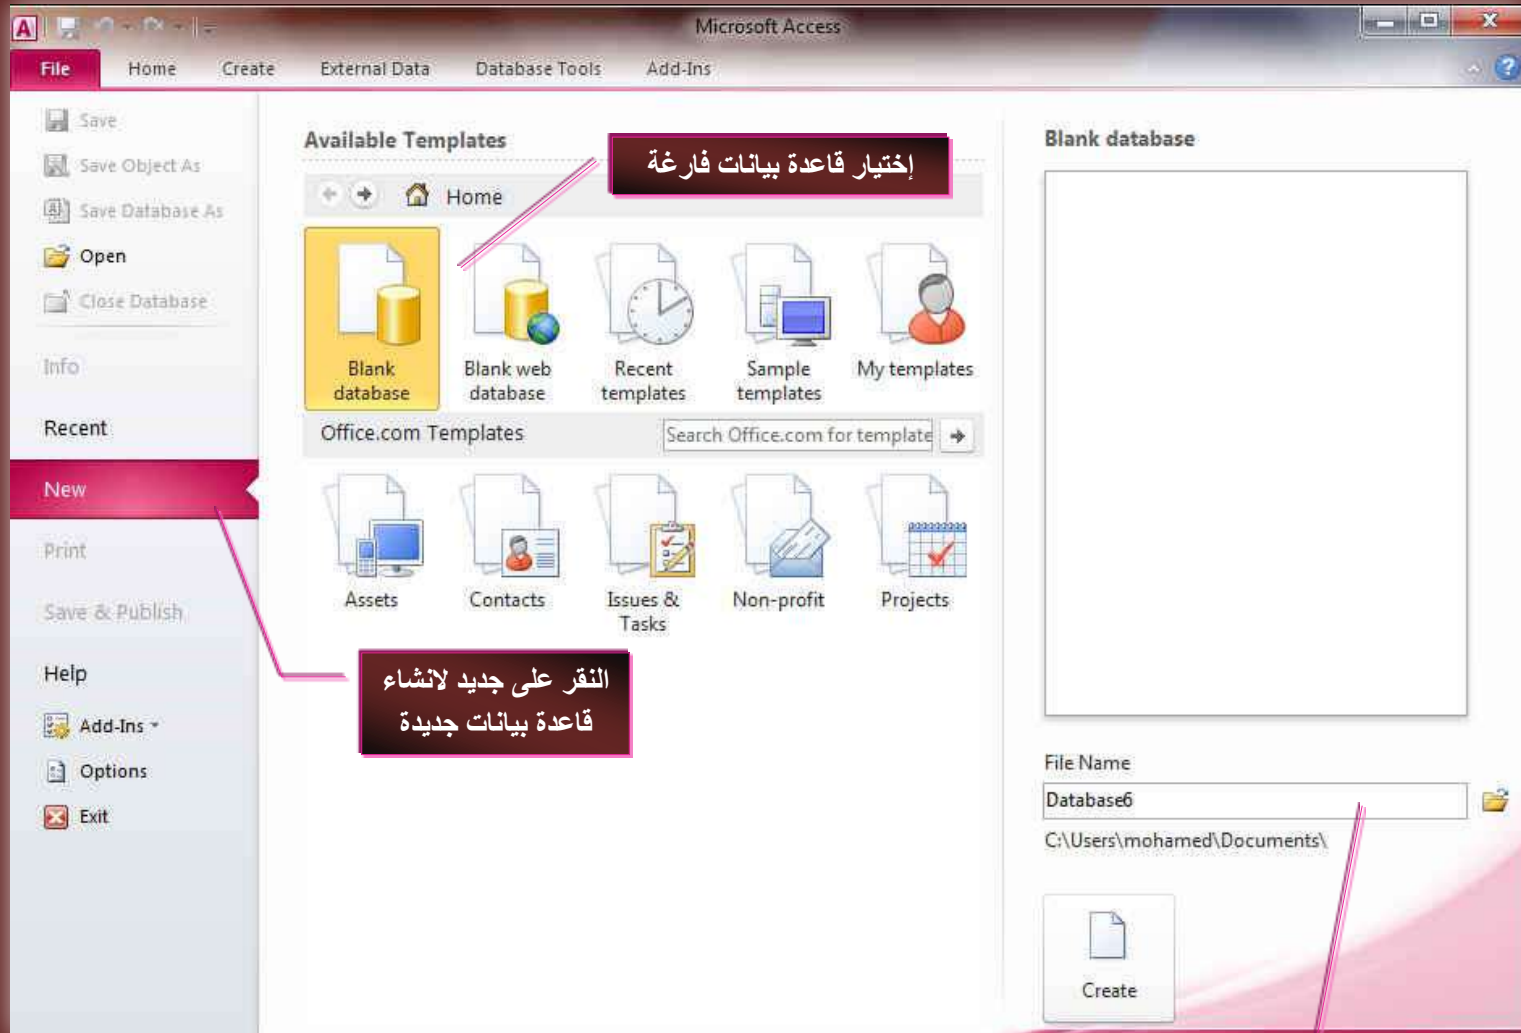 Microsoft Access
File Home Create External Data Database Tools Add-Ins
Save
Save Object As
Save Database As
Open
Close Database
Info
Recent
New
Print
Save & Publish
Help
Add-Ins
Options
Exit
Available Templates
إختيار قاعدة بيانات فارغة
Home
Blank database
Blank web database
Recent templates
Sample templates
My templates
Office.com Templates
Search Office.com for template
Assets
Contacts
Issues & Tasks
Non-profit
Projects
النقر على جديد لانشاء
قاعدة بيانات جديدة
Blank database
File Name
Database6
C:\Users\mohamed\Documents\
Create